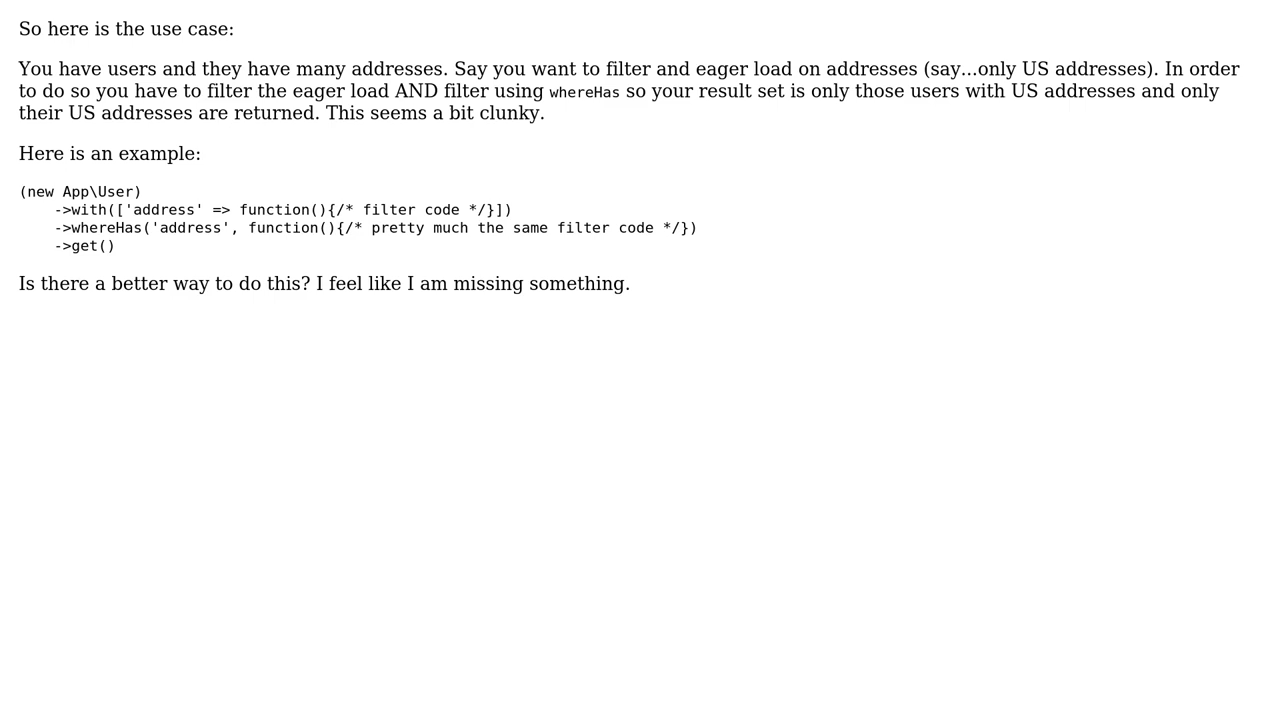 So here is the use case:
You have users and they have many addresses. Say you want to filter and eager load on addresses (say...only US addresses). In order
to do so you have to filter the eager load AND filter using whereHas so your result set is only those users with US addresses and only
their US addresses are returned. This seems a bit clunky.
Here is an example:
(new App\User)
    ->with(['address' => function(){/* filter code */}])
    ->whereHas('address', function(){/* pretty much the same filter code */})
    ->get()
Is there a better way to do this? I feel like I am missing something.